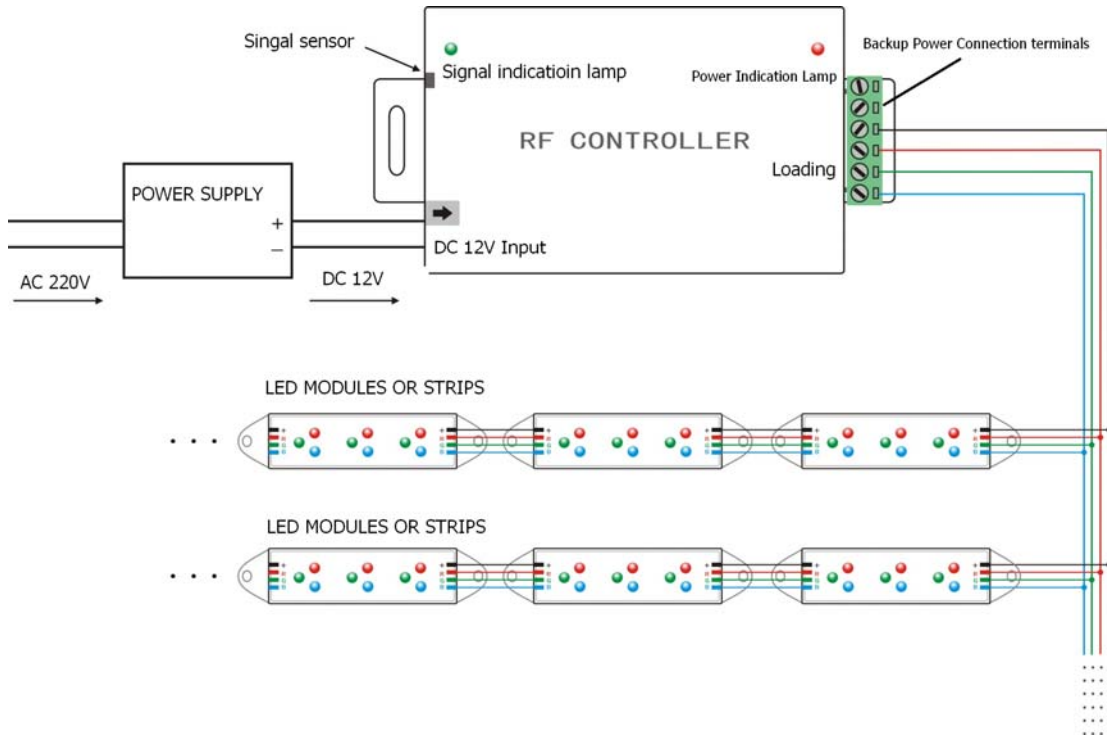 Singal sensor
Signal indicatioin lamp
Power Indication Lamp
Backup Power Connection terminals
RF CONTROLLER
Loading
POWER SUPPLY
+
−
DC 12V Input
AC 220V
DC 12V
LED MODULES OR STRIPS
+ + + + +
R R R R R
G G G G G
B B B B B
LED MODULES OR STRIPS
+ + + + +
R R R R R
G G G G G
B B B B B